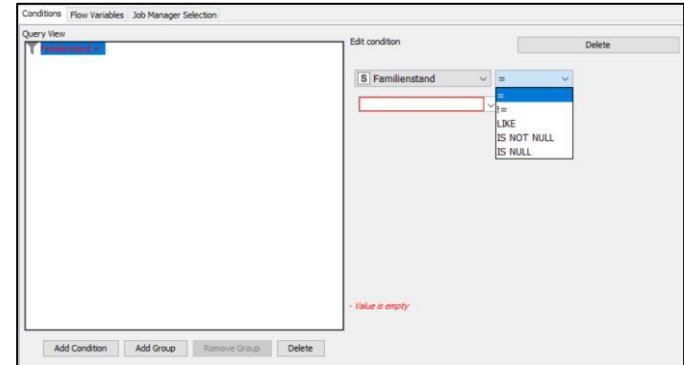 Conditions Flow Variables Job Manager Selection
Query View
Familienstand =
Edit condition
Delete
S Familienstand
=
=
!=
LIKE
IS NOT NULL
IS NULL
- Value is empty
Add Condition Add Group Remove Group Delete